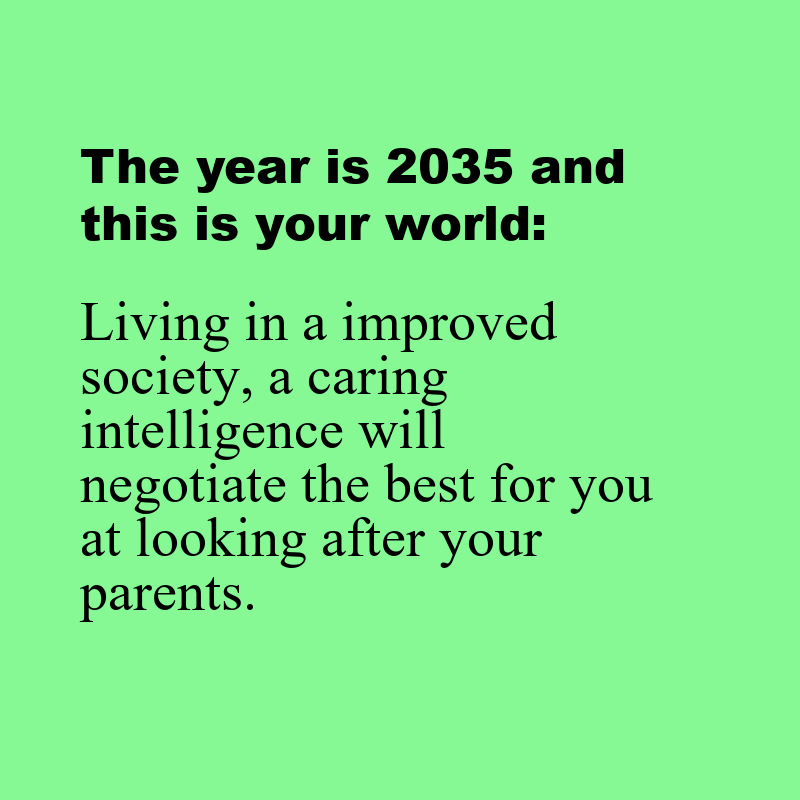 The year is 2035 and
this is your world:
Living in a improved
society, a caring
intelligence will
negotiate the best for you
at looking after your
parents.